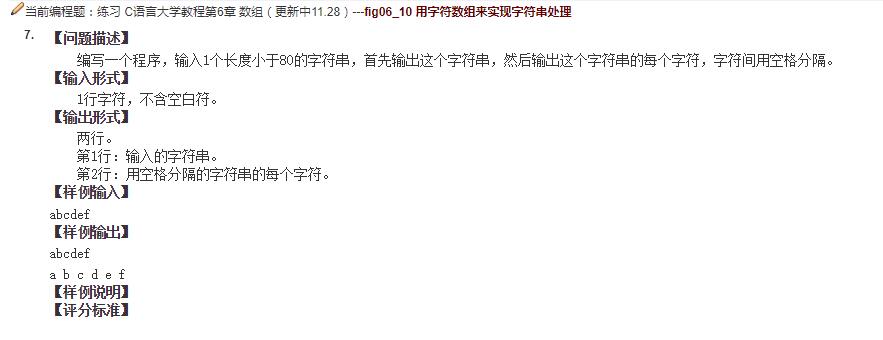 当前编程题：练习 C语言大学教程第6章 数组（更新中11.28）---fig06_10 用字符数组来实现字符串处理
7. 【问题描述】
编写一个程序，输入1个长度小于80的字符串，首先输出这个字符串，然后输出这个字符串的每个字符，字符间用空格分隔。
【输入形式】
1行字符，不含空白符。
【输出形式】
两行。
第1行：输入的字符串。
第2行：用空格分隔的字符串的每个字符。
【样例输入】
abcdef
【样例输出】
abcdef
a b c d e f
【样例说明】
【评分标准】